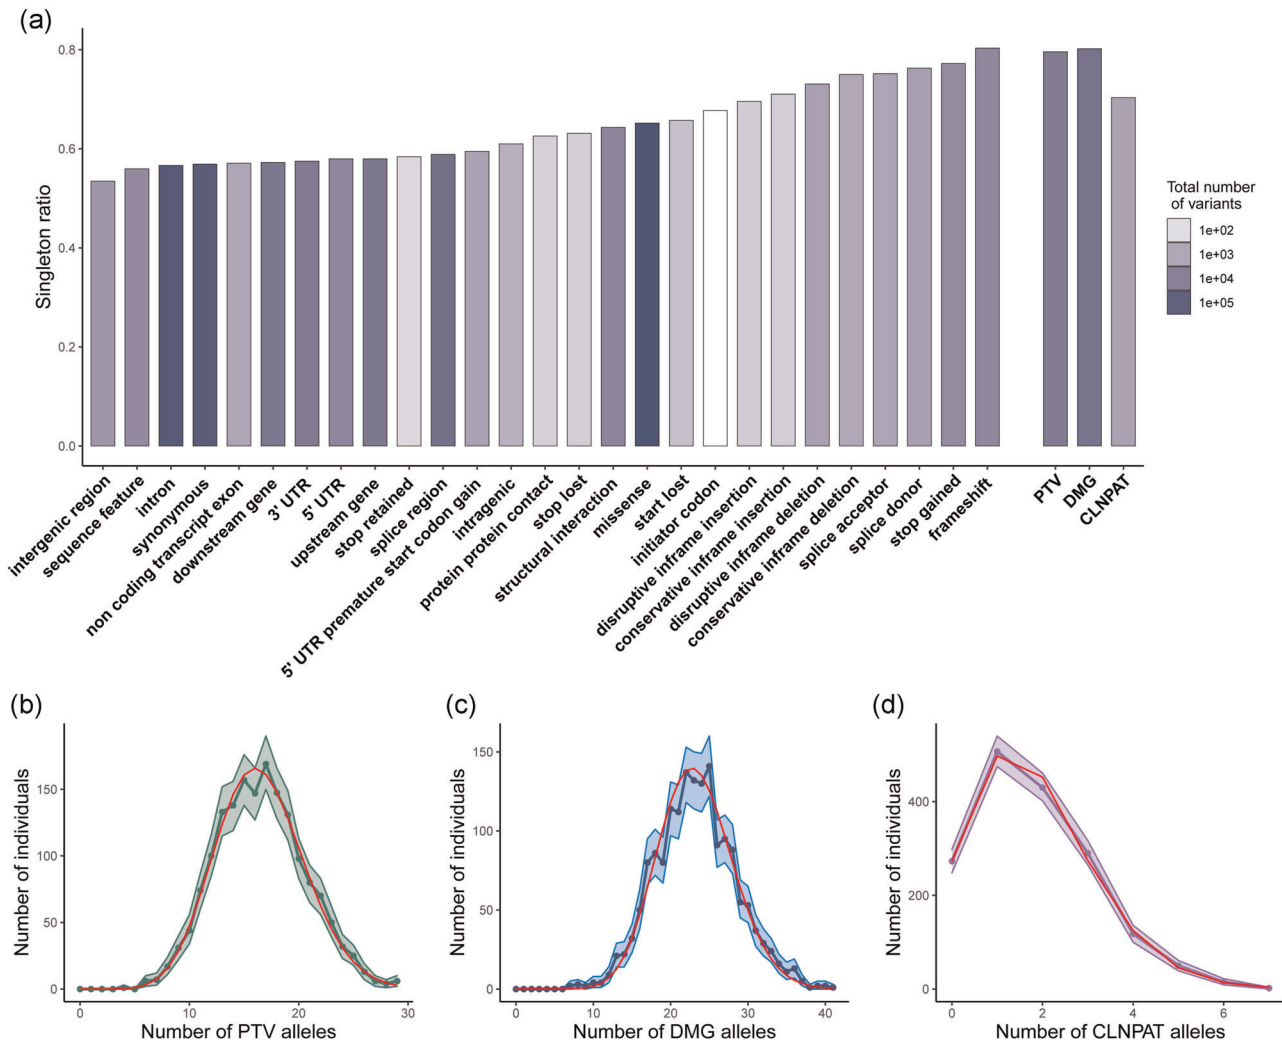 (a)
Singleton ratio
0.8
0.6
0.4
0.2
0.0
intergenic region
sequence feature
intron
synonymous
non coding transcript exon
downstream gene
3' UTR
5' UTR
upstream gene
stop retained
splice region
5' UTR premature start codon gain
intragenic
protein protein contact
stop lost
structural interaction
missense
start lost
initiator codon
disruptive inframe insertion
conservative inframe insertion
disruptive inframe deletion
conservative inframe deletion
splice acceptor
splice donor
stop gained
frameshift
PTV
DMG
CLNPAT
Total number
of variants
1e+02
1e+03
1e+04
1e+05
(b)
Number of individuals
150
100
50
0
0 10 20 30
Number of PTV alleles
(c)
Number of individuals
150
100
50
0
0 10 20 30 40
Number of DMG alleles
(d)
Number of individuals
400
200
0
0 2 4 6
Number of CLNPAT alleles